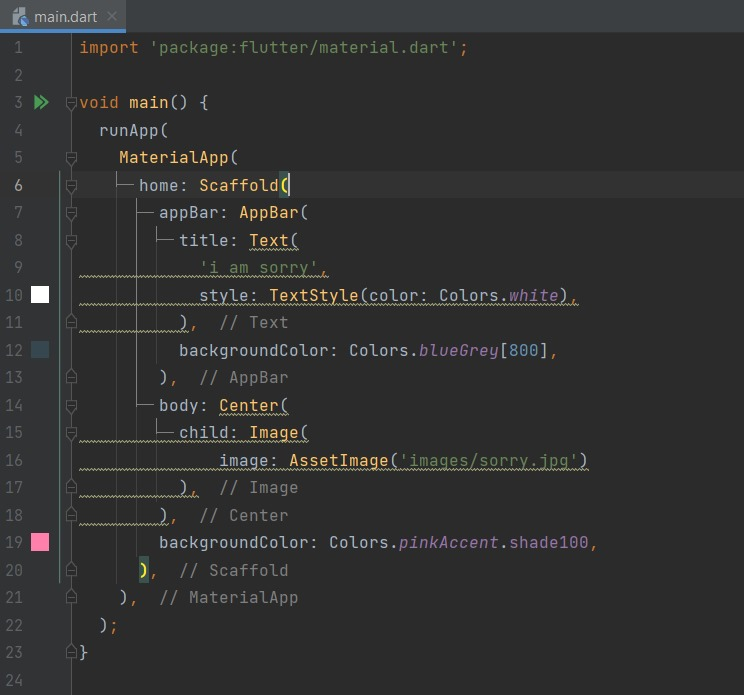 main.dart
1 import 'package:flutter/material.dart';
2
3 void main() {
4 runApp(
5 MaterialApp(
6 home: Scaffold(
7 appBar: AppBar(
8 title: Text(
9 'i am sorry',
10 style: TextStyle(color: Colors.white),
11 ), // Text
12 backgroundColor: Colors.blueGrey[800],
13 ), // AppBar
14 body: Center(
15 child: Image(
16 image: AssetImage('images/sorry.jpg')
17 ), // Image
18 ), // Center
19 backgroundColor: Colors.pinkAccent.shade100,
20 ), // Scaffold
21 ), // MaterialApp
22 );
23 }
24